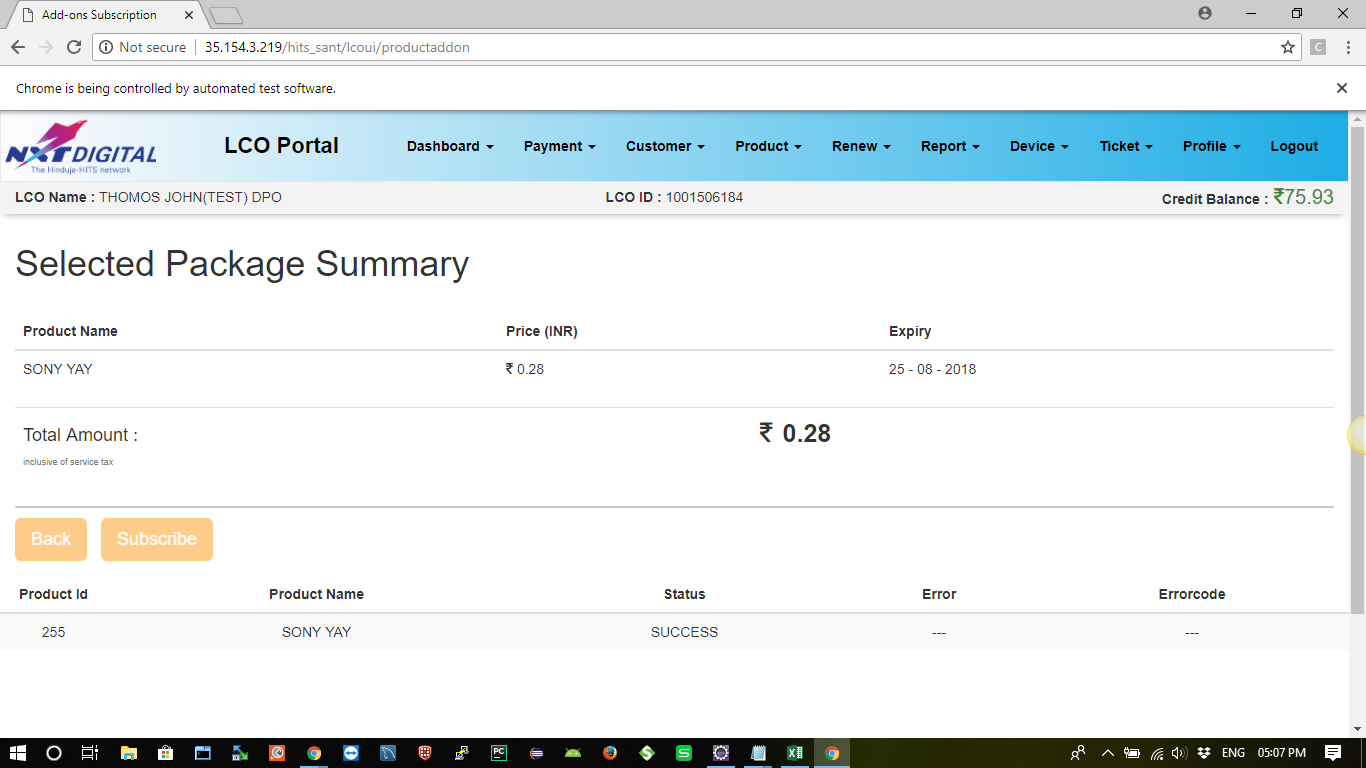 Add-ons Subscription
Not secure 35.154.3.219/hits_sant/lcoui/productaddon C
Chrome is being controlled by automated test software.
NXTDIGITAL
The Hinduja-HITS network
LCO Portal Dashboard Payment Customer Product Renew Report Device Ticket Profile Logout
LCO Name : THOMOS JOHN(TEST) DPO LCO ID : 1001506184 Credit Balance : ₹75.93
Selected Package Summary
Product Name Price (INR) Expiry
SONY YAY ₹ 0.28 25 - 08 - 2018
Total Amount : ₹ 0.28
inclusive of service tax
Back Subscribe
Product Id Product Name Status Error Errorcode
255 SONY YAY SUCCESS --- ---
PC S ENG 05:07 PM